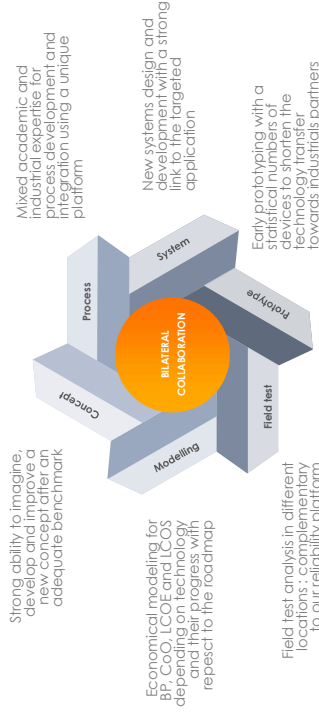 Strong ability to imagine,
develop and improve a
new concept after an
adequate benchmark
Mixed academic and
industrial expertise for
process development and
integration using a unique
platform
New systems design and
development with a strong
link to the targeted
application
Early prototyping with a
statistical numbers of
devices to shorten the
technology transfer
towards industrials partners
Field test analysis in different
locations : complementary
to our reliability platform
Economical modeling for
BP, CoO, LCOE and LCOS
depending on technology
and their progress with
repesct to the roadmap
Concept
Process
System
Prototype
Field test
Modelling
BILATERAL
COLLABORATION